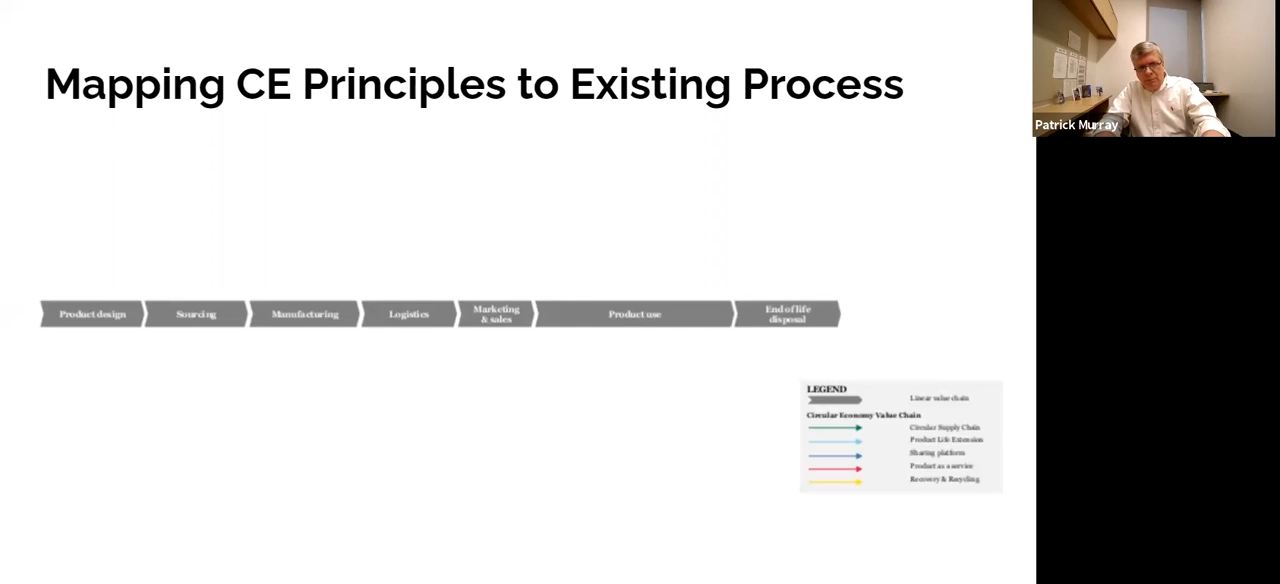 Mapping CE Principles to Existing Process
Patrick Murray
Product design
Sourcing
Manufacturing
Logistics
Marketing
& sales
Product use
End of life
disposal
LEGEND
Linear value chain
Circular Economy Value Chain
Circular Supply Chain
Product Life Extension
Sharing platform
Product as a service
Recovery & Recycling